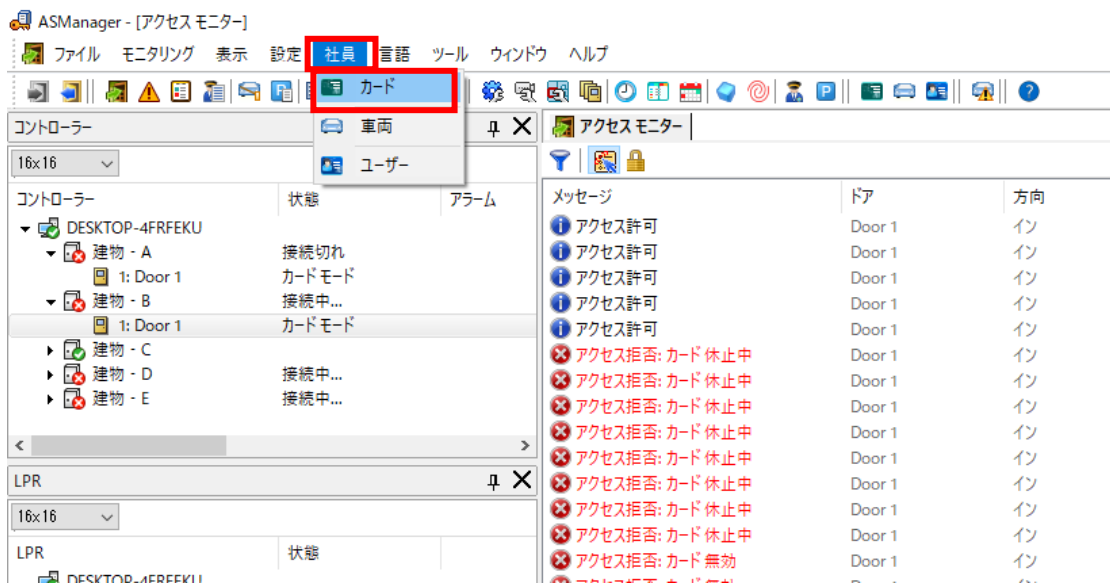 ASManager - [アクセス モニター]
ファイル モニタリング 表示 設定 社員 言語 ツール ウィンドウ ヘルプ
カード
車両
ユーザー
コントローラー
16x16
コントローラー 状態 アラーム
DESKTOP-4FRFEKU
建物 - A 接続切れ
1: Door 1 カード モード
建物 - B 接続中...
1: Door 1 カード モード
建物 - C
建物 - D 接続中...
建物 - E 接続中...
LPR
16x16
LPR 状態
DESKTOP-4FRFEKU
アクセス モニター
メッセージ ドア 方向
アクセス許可 Door 1 イン
アクセス許可 Door 1 イン
アクセス許可 Door 1 イン
アクセス許可 Door 1 イン
アクセス許可 Door 1 イン
アクセス拒否: カード 休止中 Door 1 イン
アクセス拒否: カード 休止中 Door 1 イン
アクセス拒否: カード 休止中 Door 1 イン
アクセス拒否: カード 休止中 Door 1 イン
アクセス拒否: カード 休止中 Door 1 イン
アクセス拒否: カード 休止中 Door 1 イン
アクセス拒否: カード 休止中 Door 1 イン
アクセス拒否: カード 休止中 Door 1 イン
アクセス拒否: カード 無効 Door 1 イン